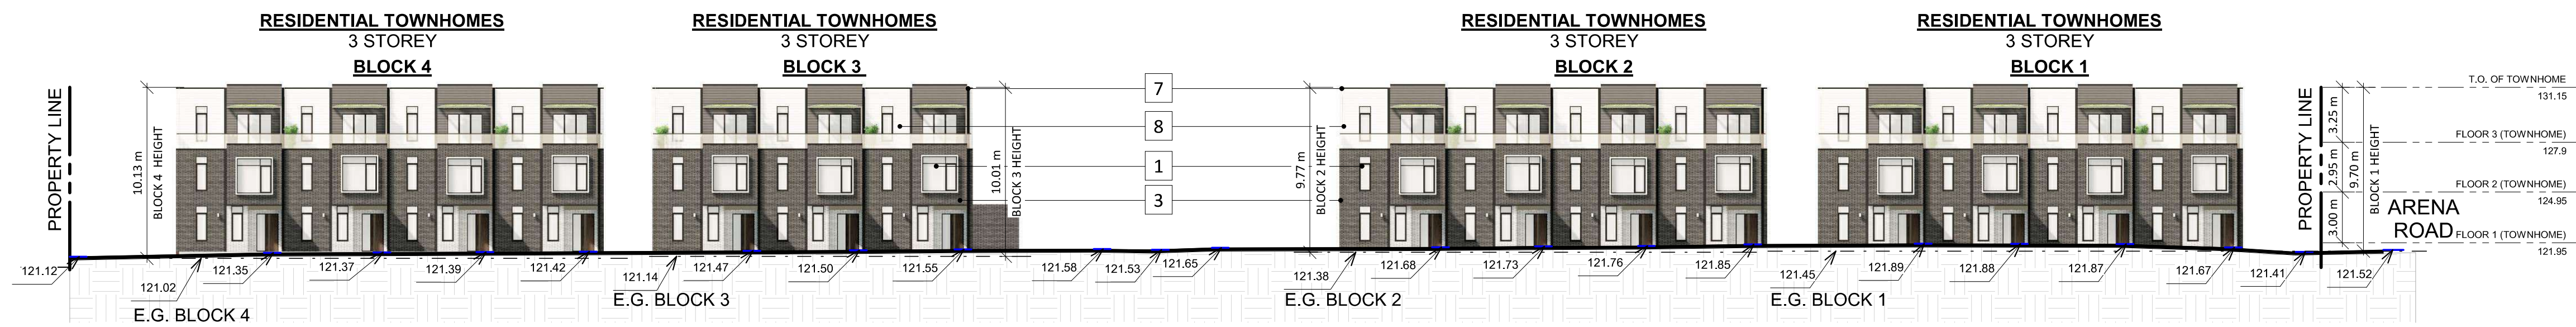 RESIDENTIAL TOWNHOMES
3 STOREY
BLOCK 4
RESIDENTIAL TOWNHOMES
3 STOREY
BLOCK 3
RESIDENTIAL TOWNHOMES
3 STOREY
BLOCK 2
RESIDENTIAL TOWNHOMES
3 STOREY
BLOCK 1
PROPERTY LINE
10.13 m
BLOCK 4 HEIGHT
10.01 m
BLOCK 3 HEIGHT
7
8
1
3
9.77 m
BLOCK 2 HEIGHT
PROPERTY LINE
3.25 m
2.95 m
3.00 m
9.70 m
BLOCK 1 HEIGHT
ARENA
ROAD
T.O. OF TOWNHOME
131.15
FLOOR 3 (TOWNHOME)
127.9
FLOOR 2 (TOWNHOME)
124.95
FLOOR 1 (TOWNHOME)
121.95
121.12
121.02
E.G. BLOCK 4
121.35
121.37
121.39
121.42
121.14
E.G. BLOCK 3
121.47
121.50
121.55
121.58
121.53
121.65
121.38
E.G. BLOCK 2
121.68
121.73
121.76
121.85
121.45
E.G. BLOCK 1
121.89
121.88
121.87
121.67
121.41
121.52